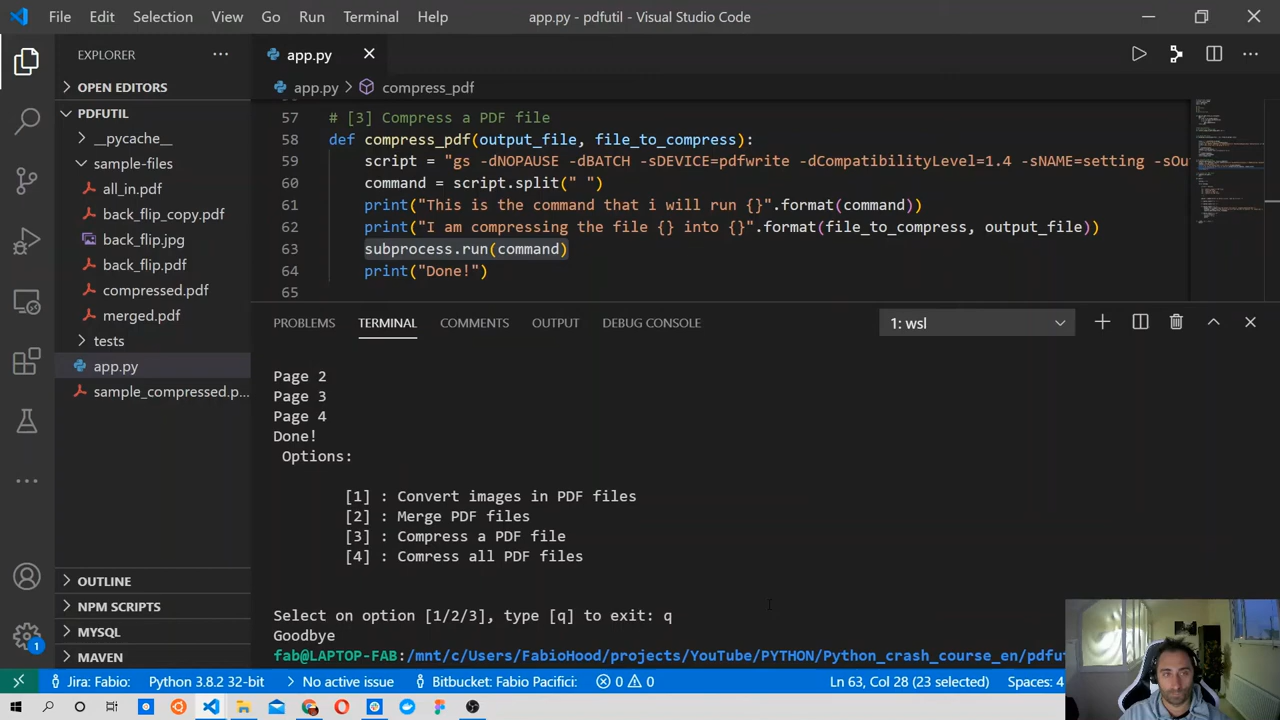 File Edit Selection View Go Run Terminal Help app.py - pdfutil - Visual Studio Code
EXPLORER
app.py
OPEN EDITORS
app.py compress_pdf
PDFUTIL
__pycache__
sample-files
all_in.pdf
back_flip_copy.pdf
back_flip.jpg
back_flip.pdf
compressed.pdf
merged.pdf
tests
app.py
sample_compressed.p...
OUTLINE
NPM SCRIPTS
MYSQL
MAVEN
57 # [3] Compress a PDF file
58 def compress_pdf(output_file, file_to_compress):
59 script = "gs -dNOPAUSE -dBATCH -sDEVICE=pdfwrite -dCompatibilityLevel=1.4 -sNAME=setting -sOu
60 command = script.split(" ")
61 print("This is the command that i will run {}".format(command))
62 print("I am compressing the file {} into {}".format(file_to_compress, output_file))
63 subprocess.run(command)
64 print("Done!")
65
PROBLEMS TERMINAL COMMENTS OUTPUT DEBUG CONSOLE 1: wsl
Page 2
Page 3
Page 4
Done!
Options:
[1] : Convert images in PDF files
[2] : Merge PDF files
[3] : Compress a PDF file
[4] : Comress all PDF files
Select on option [1/2/3], type [q] to exit: q
Goodbye
fab@LAPTOP-FAB:/mnt/c/Users/FabioHood/projects/YouTube/PYTHON/Python_crash_course_en/pdfut
1
Jira: Fabio: Python 3.8.2 32-bit No active issue Bitbucket: Fabio Pacifici: 0 0 Ln 63, Col 28 (23 selected) Spaces: 4